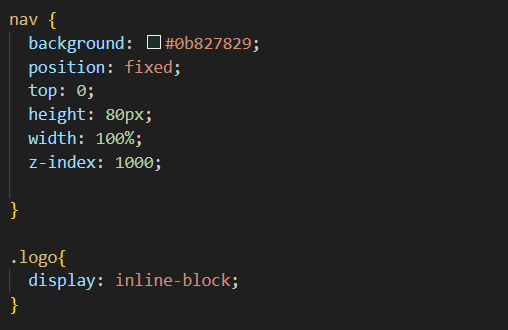 nav {
background: #0b827829;
position: fixed;
top: 0;
height: 80px;
width: 100%;
z-index: 1000;
}
.logo{
display: inline-block;
}